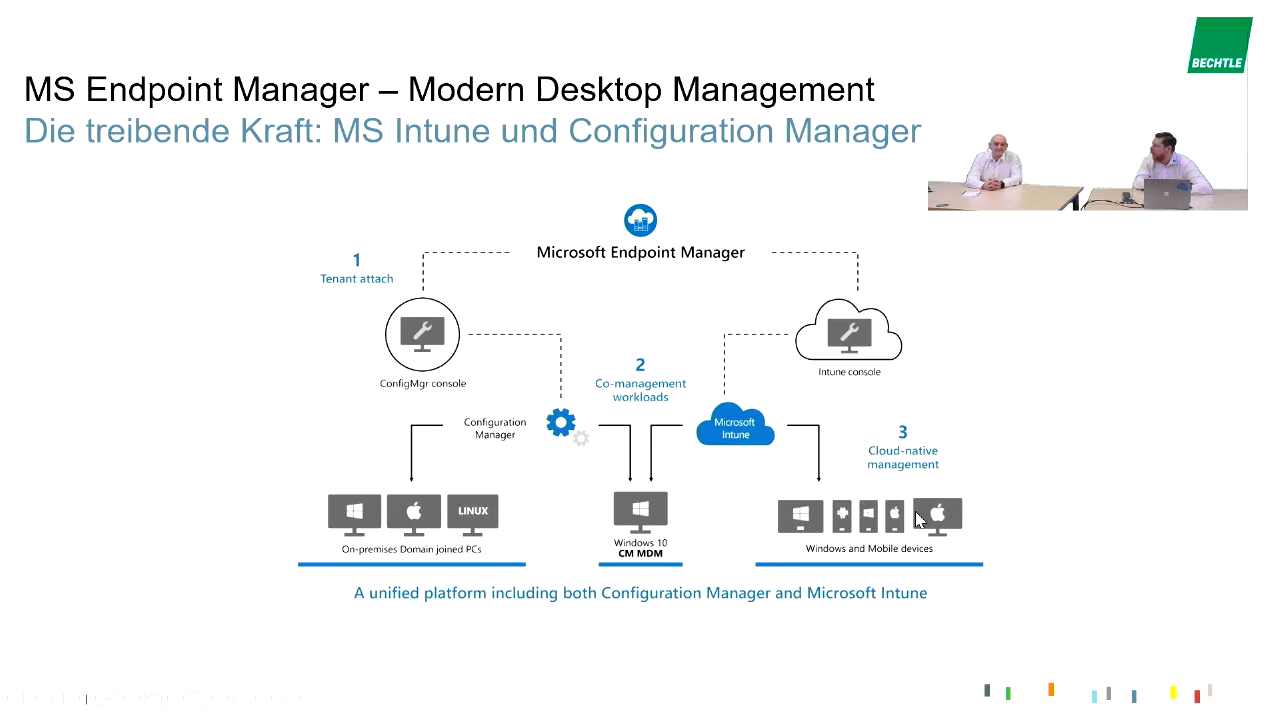 BECHTLE
MS Endpoint Manager – Modern Desktop Management
Die treibende Kraft: MS Intune und Configuration Manager
Microsoft Endpoint Manager
1
Tenant attach
ConfigMgr console
Intune console
2
Co-management
workloads
Configuration
Manager
Microsoft
Intune
3
Cloud-native
management
LINUX
On-premises Domain joined PCs
Windows 10
CM MDM
Windows and Mobile devices
A unified platform including both Configuration Manager and Microsoft Intune